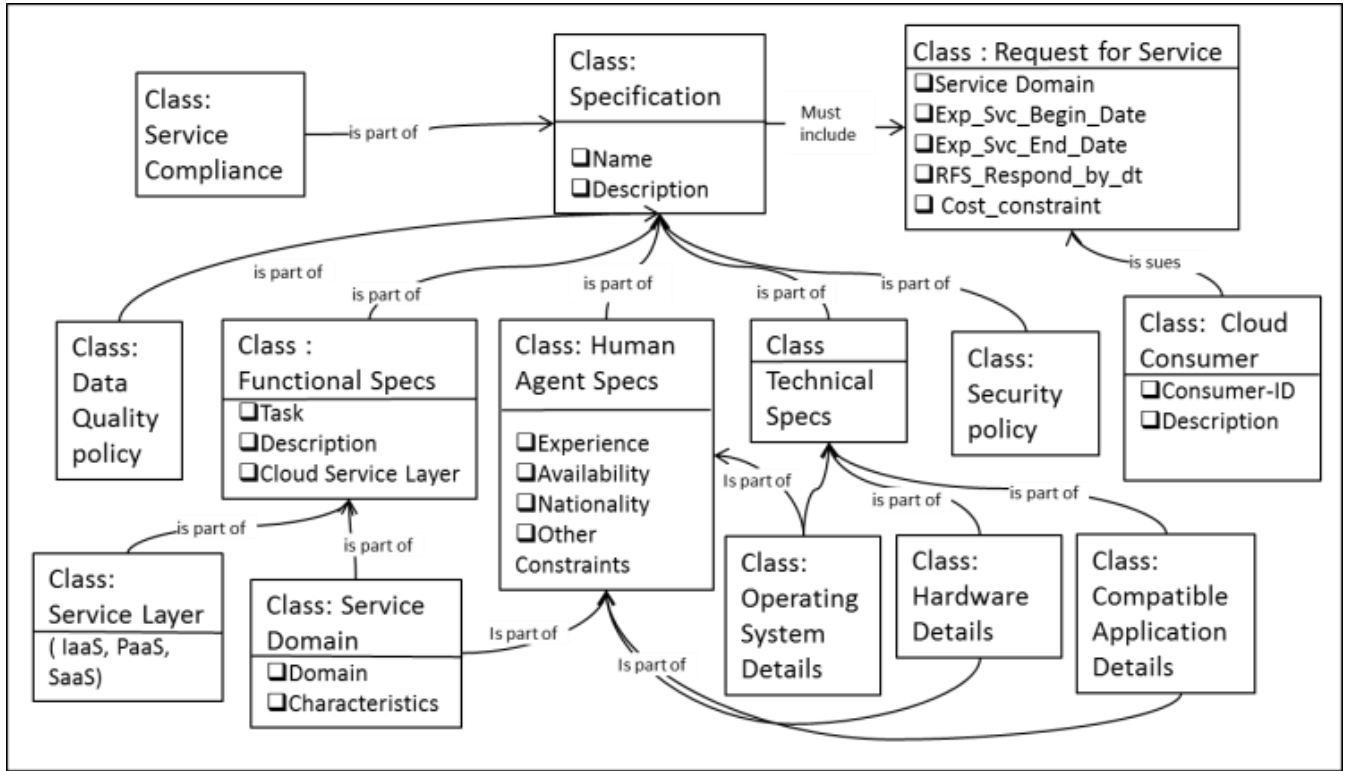 Class:
Service
Compliance
is part of
Class:
Specification
❑Name
❑Description
Must
include
Class : Request for Service
❑Service Domain
❑Exp_Svc_Begin_Date
❑Exp_Svc_End_Date
❑RFS_Respond_by_dt
❑ Cost_constraint
is part of
is part of
is part of
is part of
is part of
is sues
Class:
Data
Quality
policy
Class :
Functional Specs
❑Task
❑Description
❑Cloud Service Layer
Class: Human
Agent Specs
❑Experience
❑Availability
❑Nationality
❑Other
Constraints
Class
Technical
Specs
Class:
Security
policy
Class: Cloud
Consumer
❑Consumer-ID
❑Description
is part of
is part of
Is part of
is part of
is part of
Class:
Service Layer
( IaaS, PaaS,
SaaS)
Class: Service
Domain
❑Domain
❑Characteristics
Is part of
Is part of
Class:
Operating
System
Details
Class:
Hardware
Details
Class:
Compatible
Application
Details